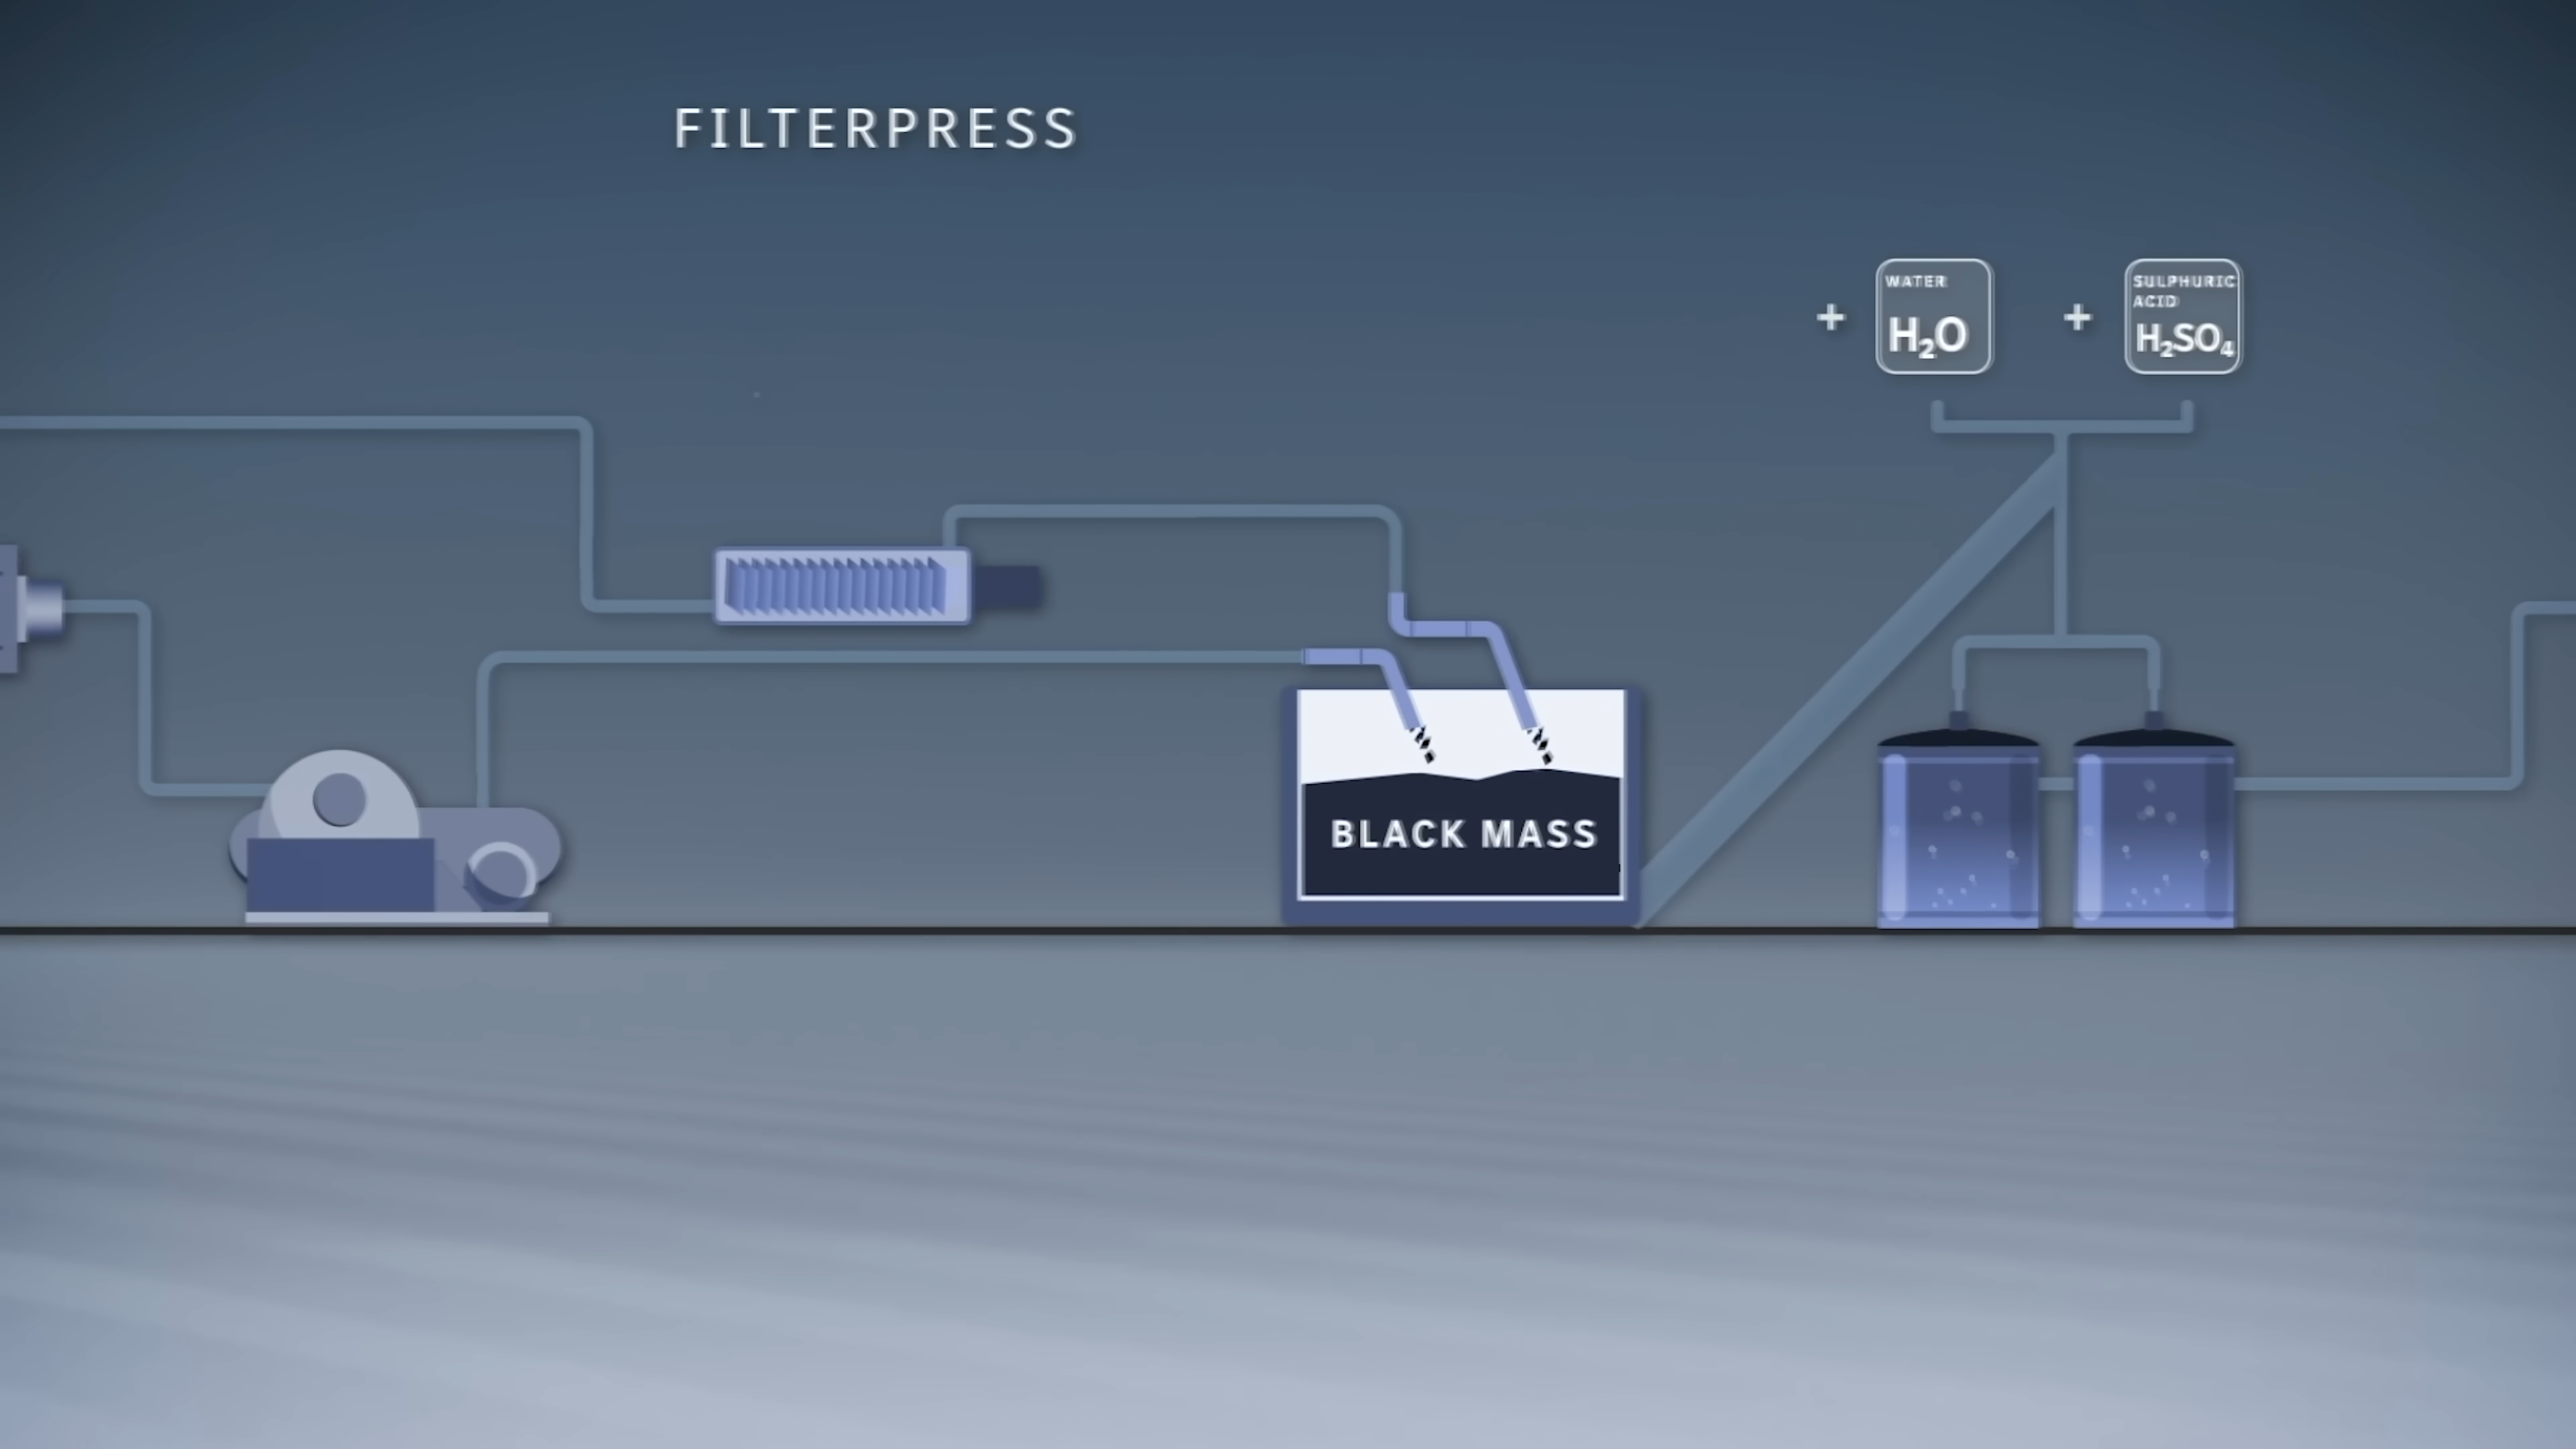 FILTERPRESS
+
WATER
H₂O
+
SULPHURIC
ACID
H₂SO₄
BLACK MASS